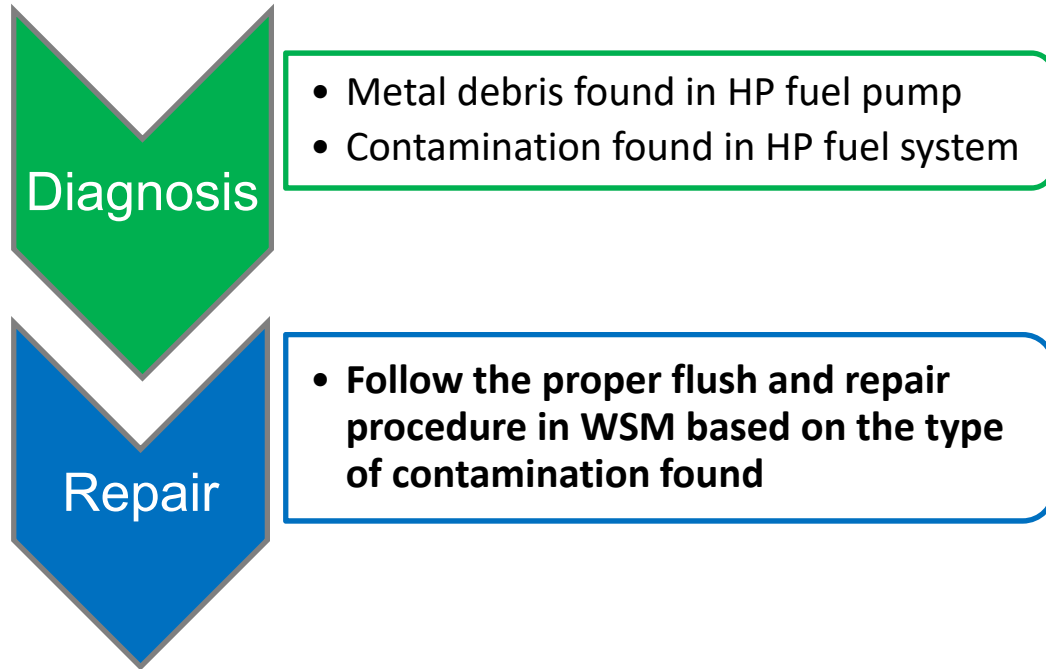 Diagnosis
• Metal debris found in HP fuel pump
• Contamination found in HP fuel system
Repair
• Follow the proper flush and repair
procedure in WSM based on the type
of contamination found